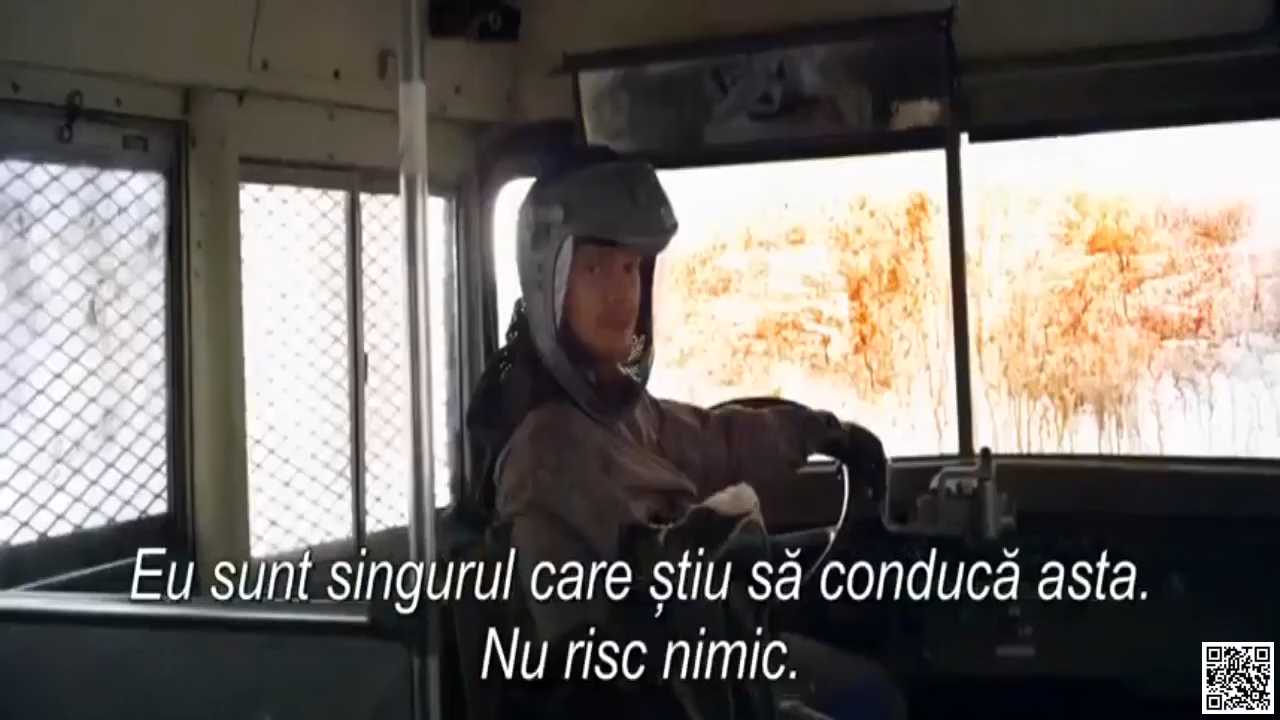 Eu sunt singurul care știu să conducă asta.
Nu risc nimic.